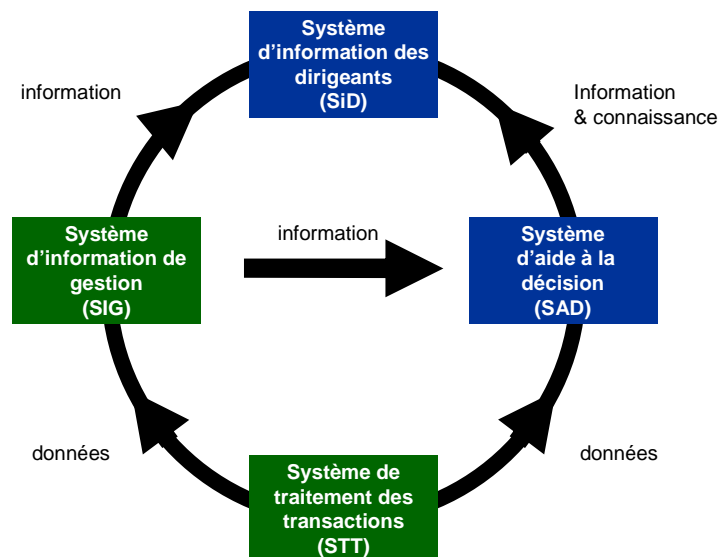 Système
d’information des
dirigeants
(SiD)
information
Information
& connaissance
Système
d’information de
gestion
(SIG)
information
Système
d’aide à la
décision
(SAD)
données
données
Système de
traitement des
transactions
(STT)